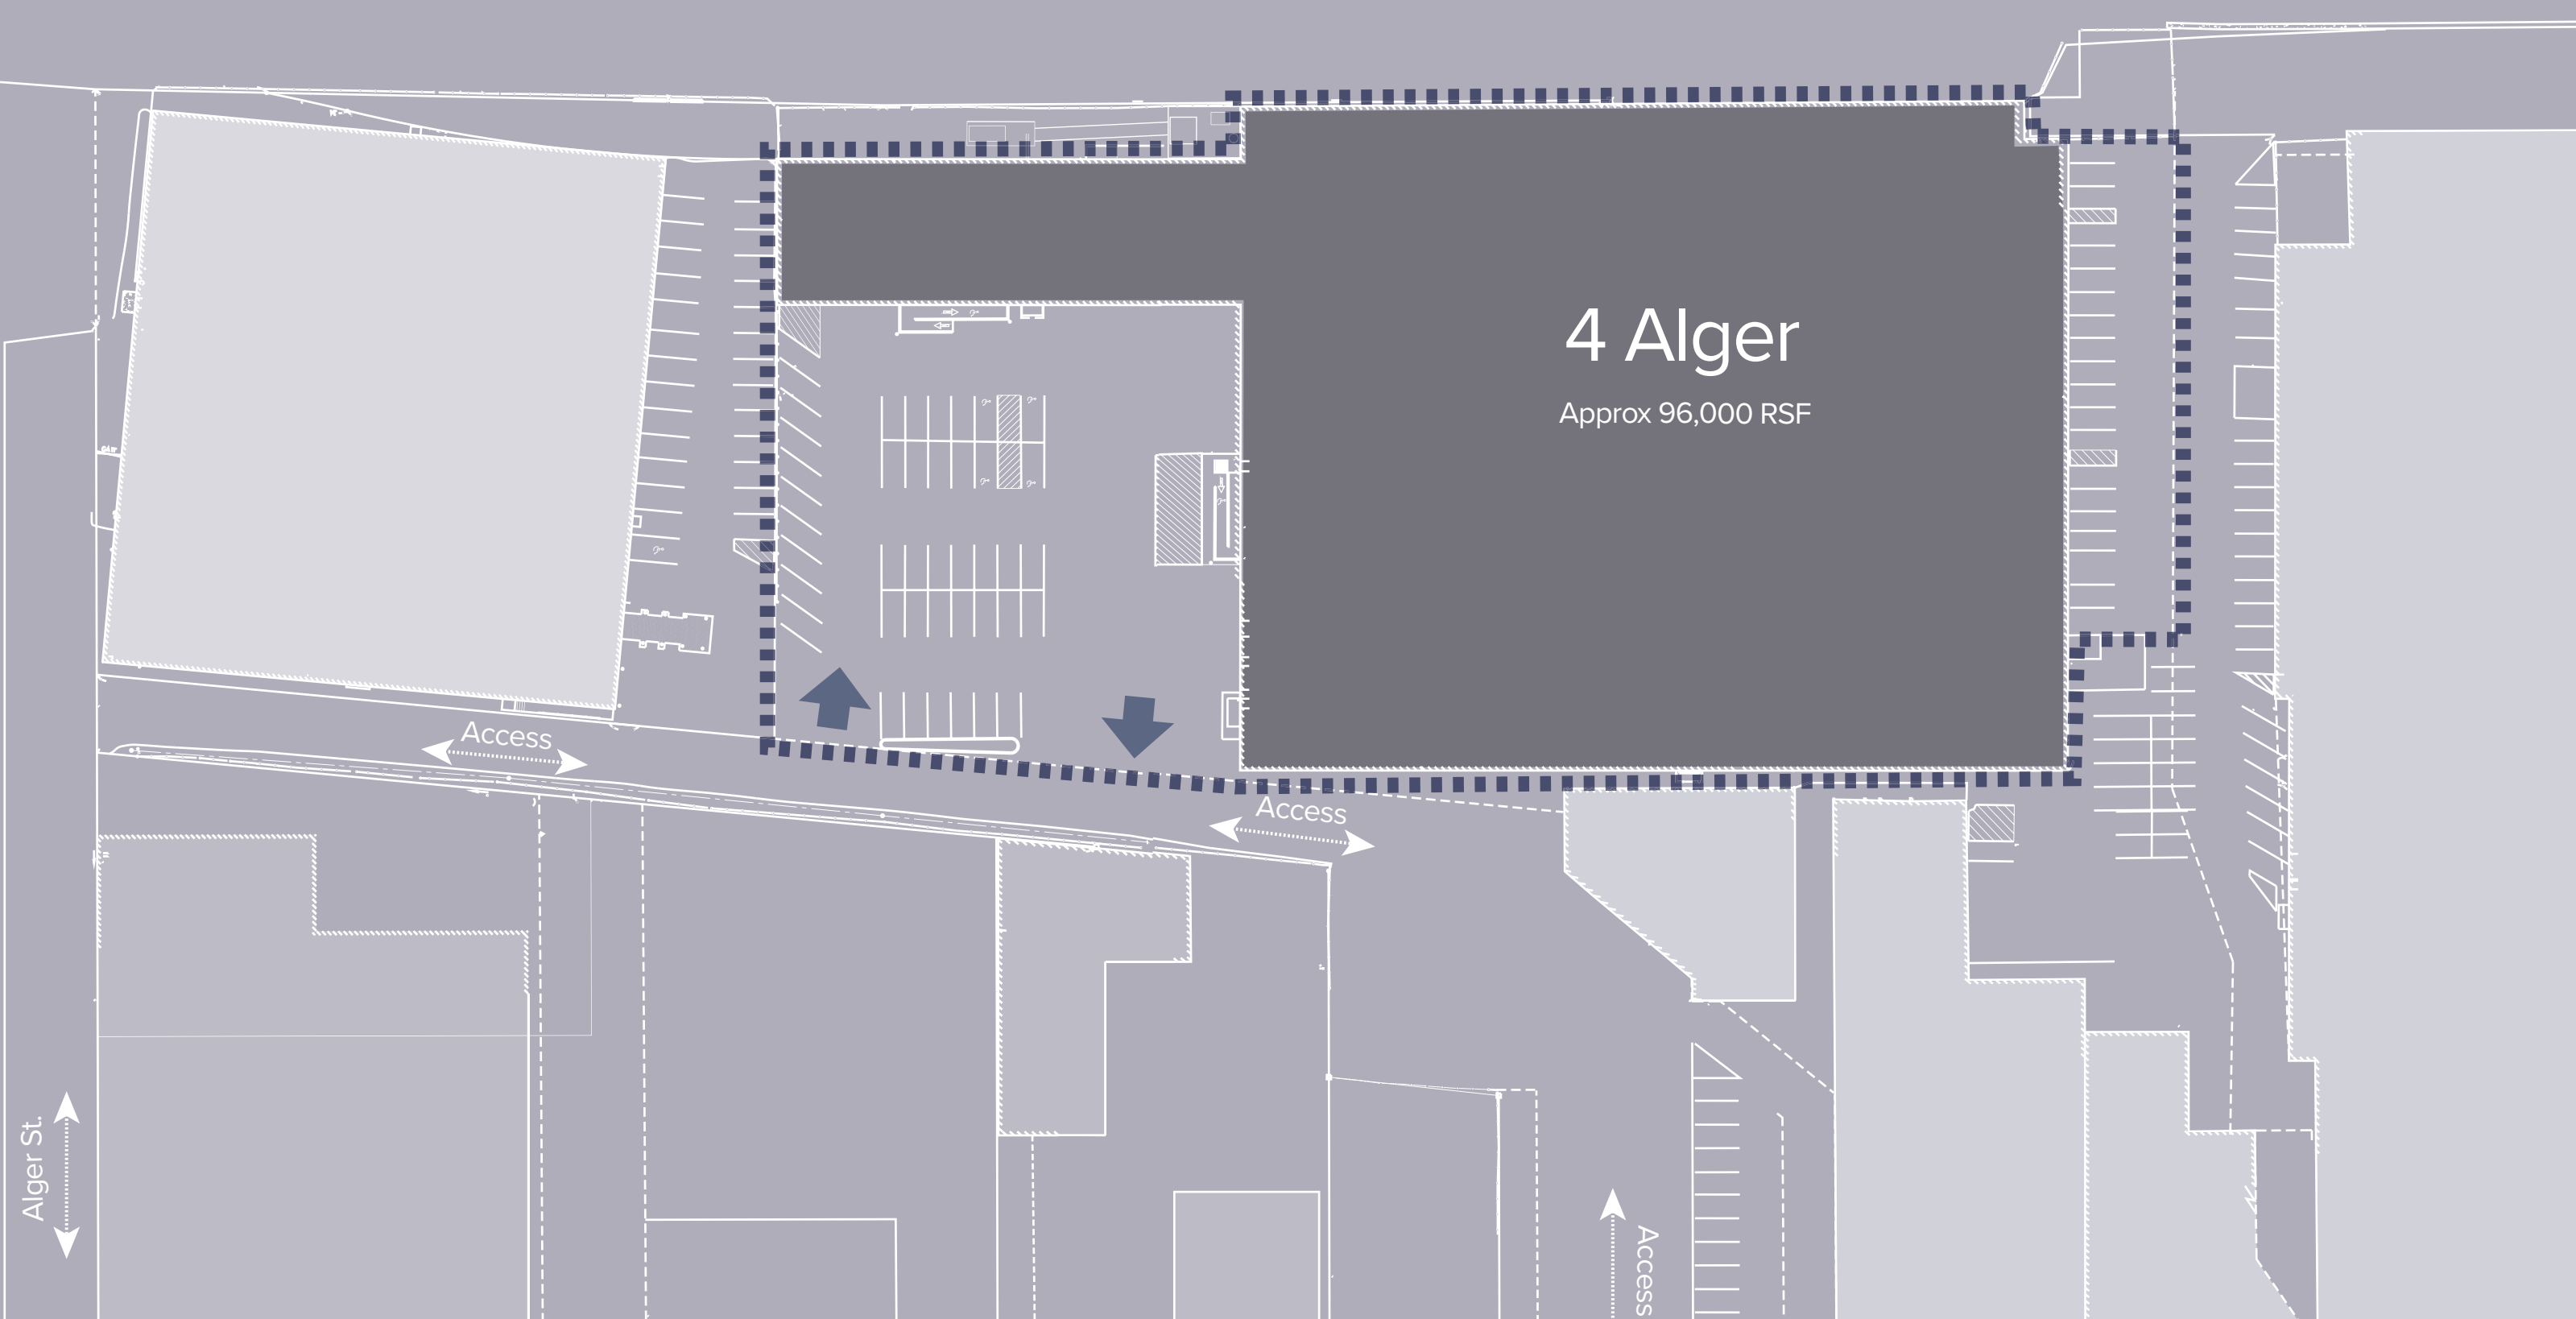 4 Alger
Approx 96,000 RSF
Access
Access
Alger St.
Access